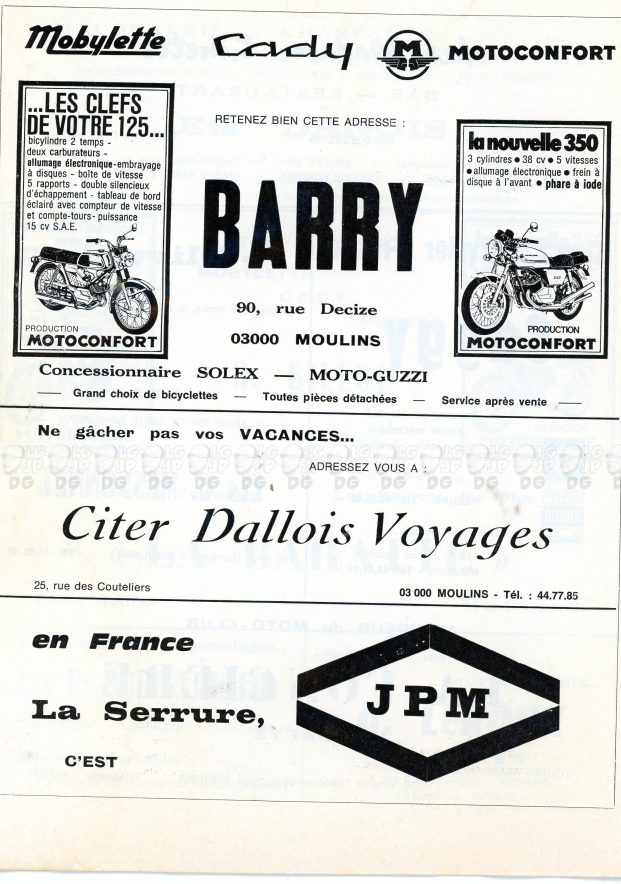 Mobylette Cady M MOTOCONFORT
...LES CLEFS
DE VOTRE 125...
bicylindre 2 temps -
deux carburateurs -
allumage électronique-embrayage
à disques - boîte de vitesse
5 rapports - double silencieux
d'échappement - tableau de bord
éclairé avec compteur de vitesse
et compte-tours- puissance
15 cv S.A.E.
PRODUCTION
MOTOCONFORT
RETENEZ BIEN CETTE ADRESSE :
BARRY
90, rue Decize
03000 MOULINS
la nouvelle 350
3 cylindres ● 38 cv ● 5 vitesses
● allumage électronique ● frein à
disque à l'avant ● phare à iode
PRODUCTION
MOTOCONFORT
Concessionnaire SOLEX — MOTO-GUZZI
—— Grand choix de bicyclettes — Toutes pièces détachées — Service après vente ——
Ne gâcher pas vos VACANCES...
ADRESSEZ VOUS A :
Citer Dallois Voyages
25, rue des Couteliers
03 000 MOULINS - Tél. : 44.77.85
en France
La Serrure,
C'EST
JPM